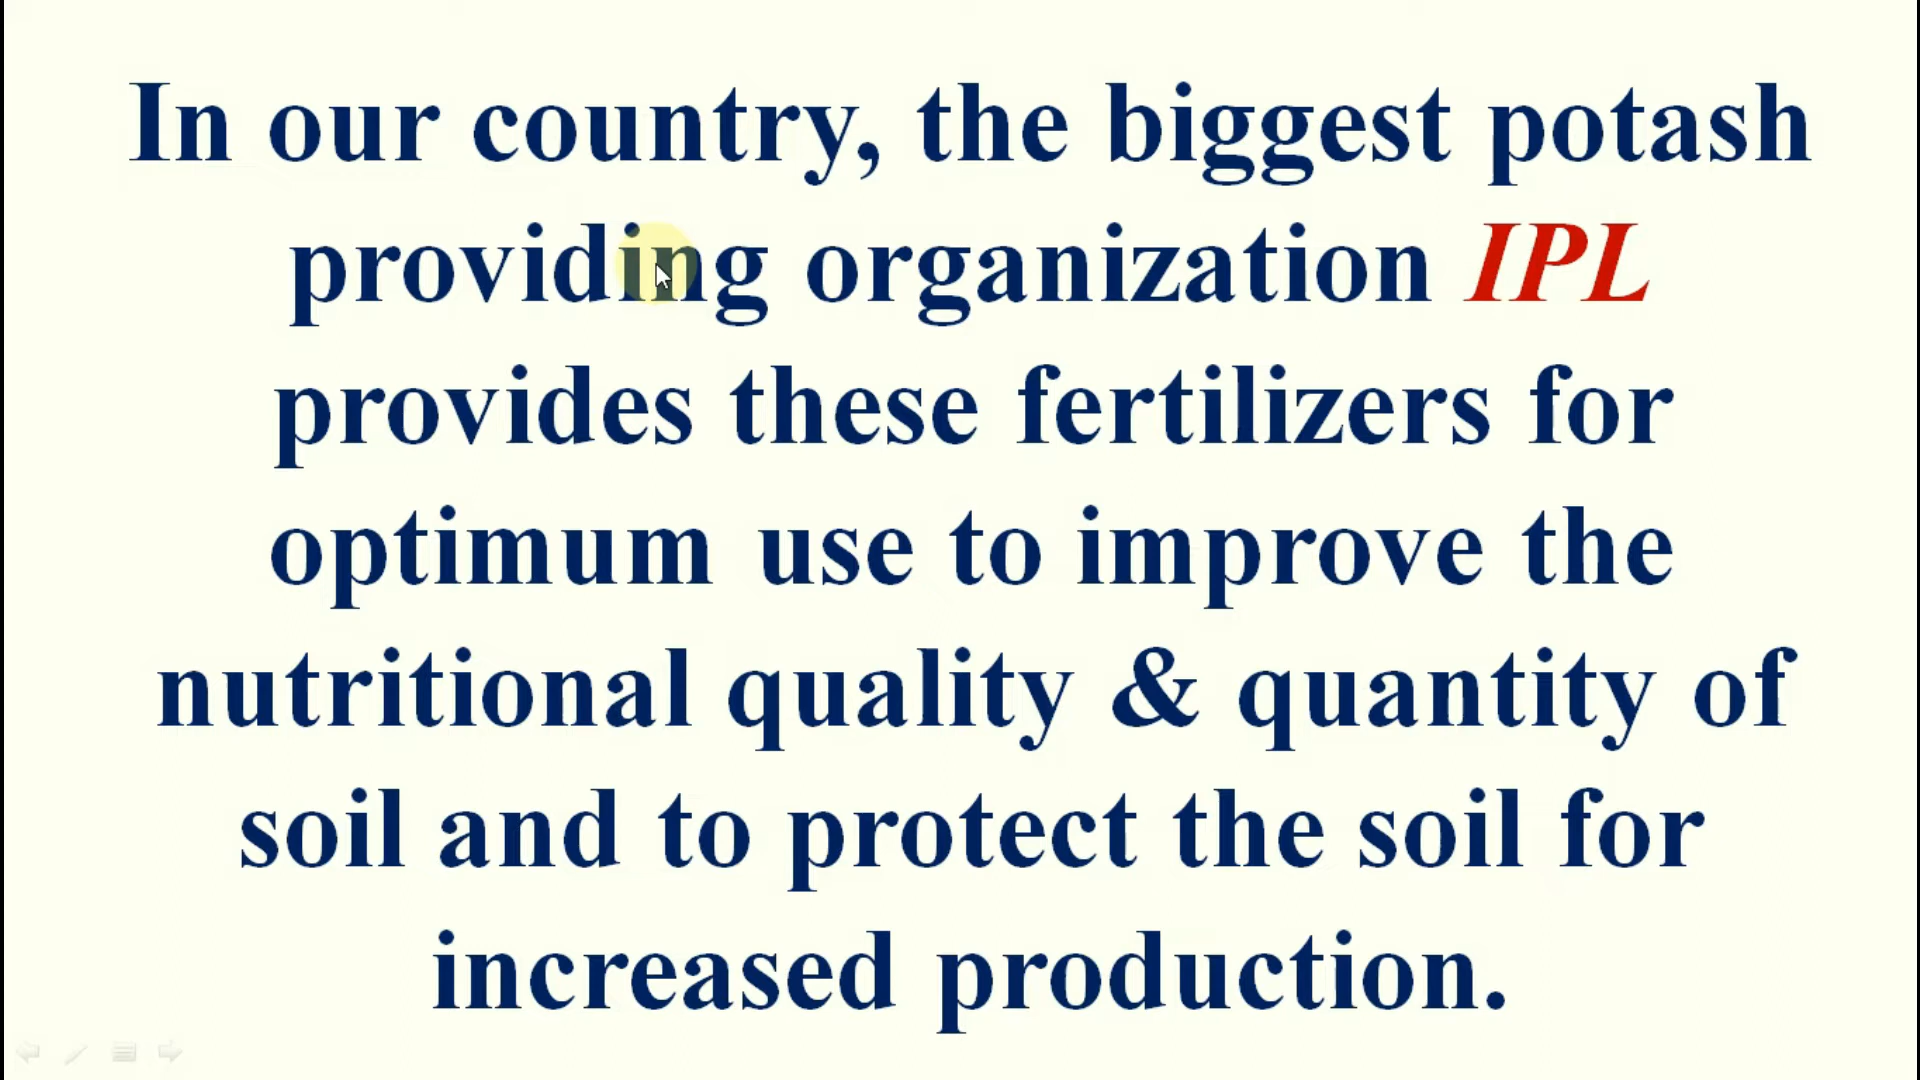 In our country, the biggest potash
providing organization IPL
provides these fertilizers for
optimum use to improve the
nutritional quality & quantity of
soil and to protect the soil for
increased production.